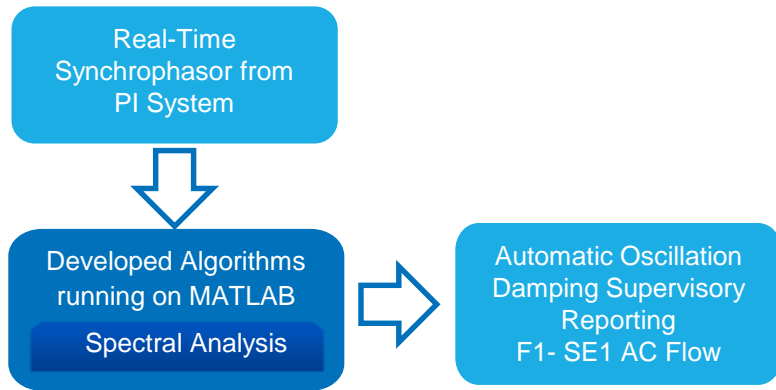 Real-Time
Synchrophasor from
PI System
Developed Algorithms
running on MATLAB
Spectral Analysis
Automatic Oscillation
Damping Supervisory
Reporting
F1- SE1 AC Flow